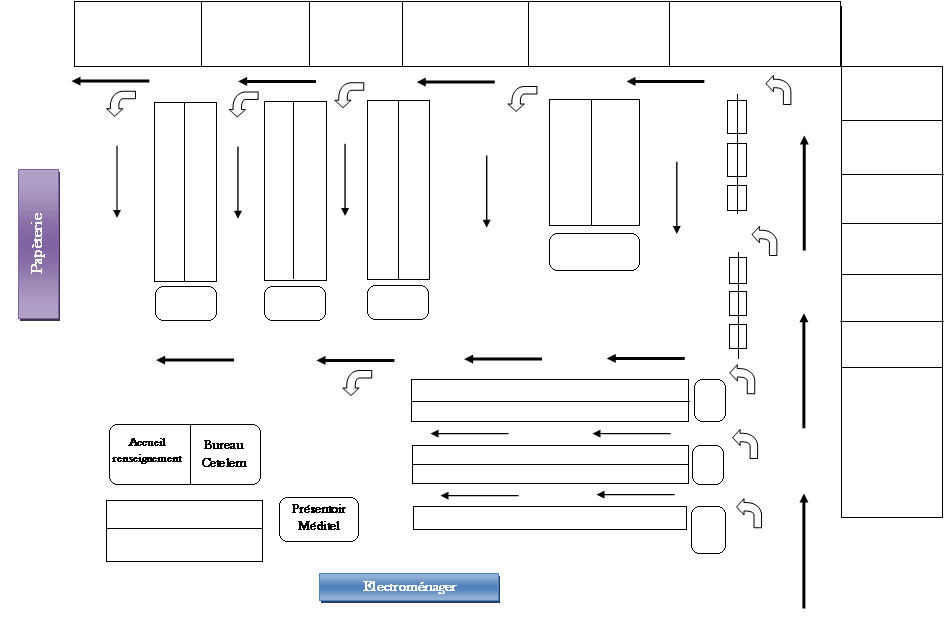 Papèterie
Accueil
renseignement
Bureau
Cetelem
Présentoir
Méditel
Electroménager